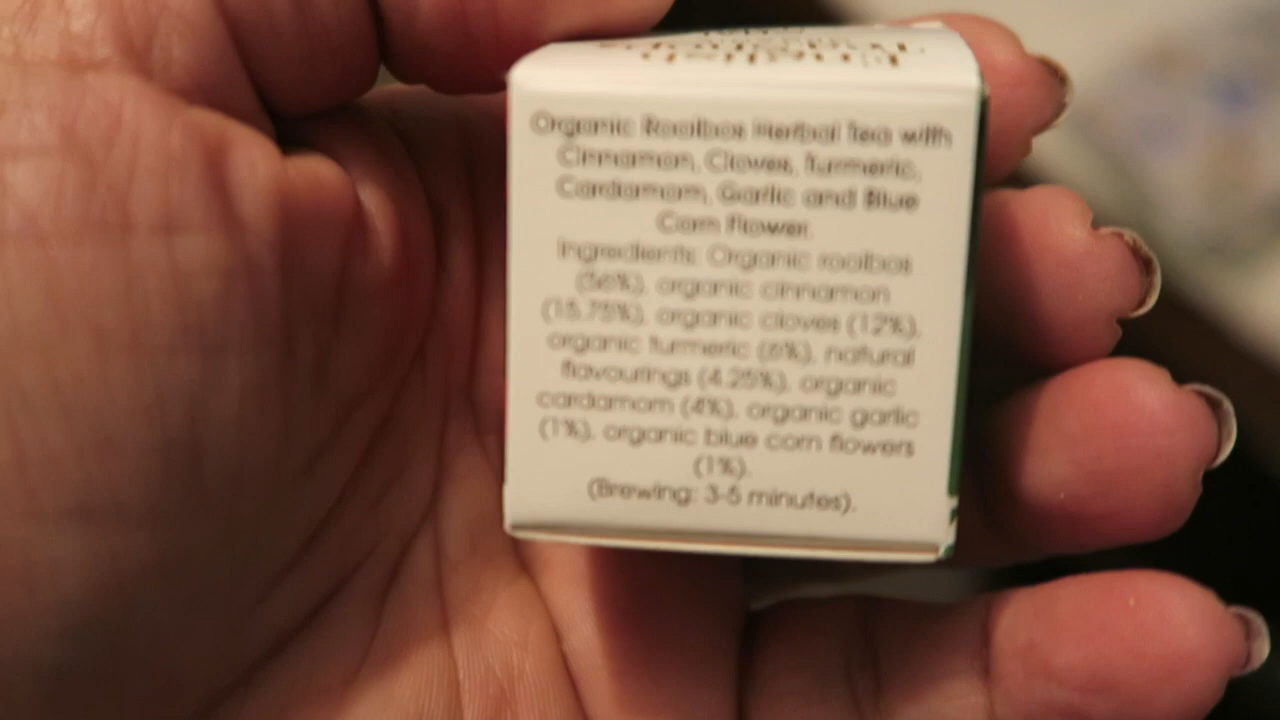 Organic Rooibos Herbal Tea with
Cinnamon, Cloves, Turmeric,
Cardamom, Garlic and Blue
Corn Flower.
Ingredients: Organic rooibos
(56%), organic cinnamon
(15.75%), organic cloves (12%),
organic turmeric (6%), natural
flavourings (4.25%), organic
cardamom (4%), organic garlic
(1%), organic blue corn flowers
(1%).
(Brewing: 3-5 minutes).